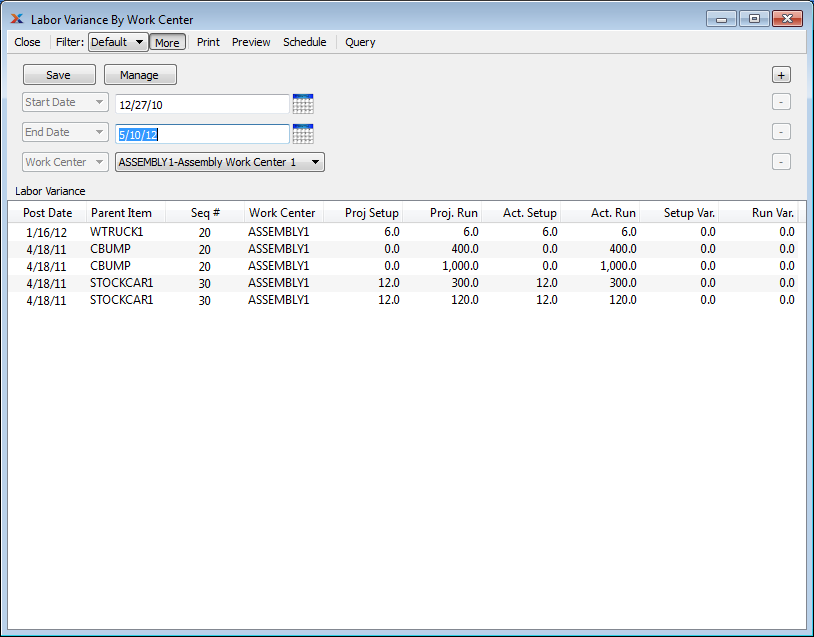 Labor Variance By Work Center
Close Filter: Default More Print Preview Schedule Query
Save Manage +
Start Date 12/27/10 -
End Date 5/10/12 -
Work Center ASSEMBLY1-Assembly Work Center 1 -
Labor Variance
Post Date Parent Item Seq # Work Center Proj Setup Proj. Run Act. Setup Act. Run Setup Var. Run Var.
1/16/12 WTRUCK1 20 ASSEMBLY1 6.0 6.0 6.0 6.0 0.0 0.0
4/18/11 CBUMP 20 ASSEMBLY1 0.0 400.0 0.0 400.0 0.0 0.0
4/18/11 CBUMP 20 ASSEMBLY1 0.0 1,000.0 0.0 1,000.0 0.0 0.0
4/18/11 STOCKCAR1 30 ASSEMBLY1 12.0 300.0 12.0 300.0 0.0 0.0
4/18/11 STOCKCAR1 30 ASSEMBLY1 12.0 120.0 12.0 120.0 0.0 0.0